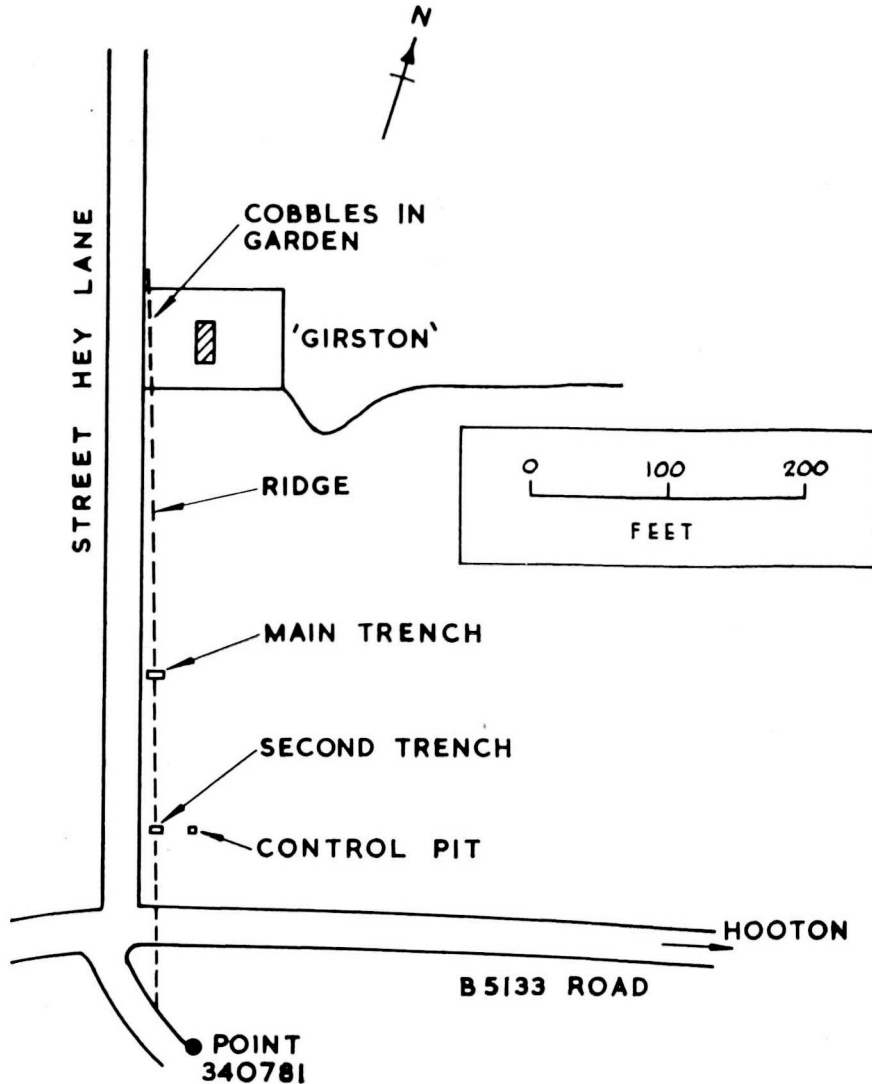 N
COBBLES IN
GARDEN
STREET HEY LANE
'GIRSTON'
RIDGE
0 100 200
FEET
MAIN TRENCH
SECOND TRENCH
CONTROL PIT
HOOTON
B5133 ROAD
POINT
340781